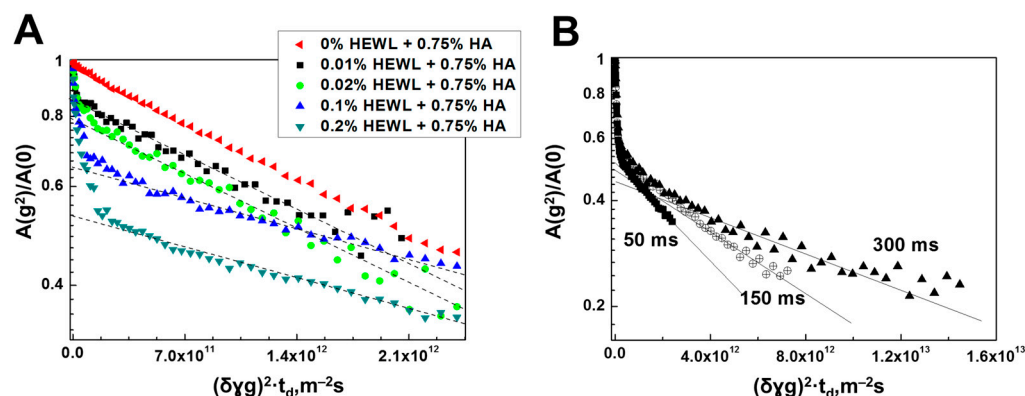 A
0% HEWL + 0.75% HA
0.01% HEWL + 0.75% HA
0.02% HEWL + 0.75% HA
0.1% HEWL + 0.75% HA
0.2% HEWL + 0.75% HA
A(g²)/A(0)
1
0.8
0.6
0.4
0.0
7.0x10¹¹
1.4x10¹²
2.1x10¹²
(δɣg)²·t_d,m⁻²s
B
A(g²)/A(0)
1
0.8
0.6
0.4
0.2
50 ms
150 ms
300 ms
0.0
4.0x10¹²
8.0x10¹²
1.2x10¹³
1.6x10¹³
(δɣg)²·t_d,m⁻²s